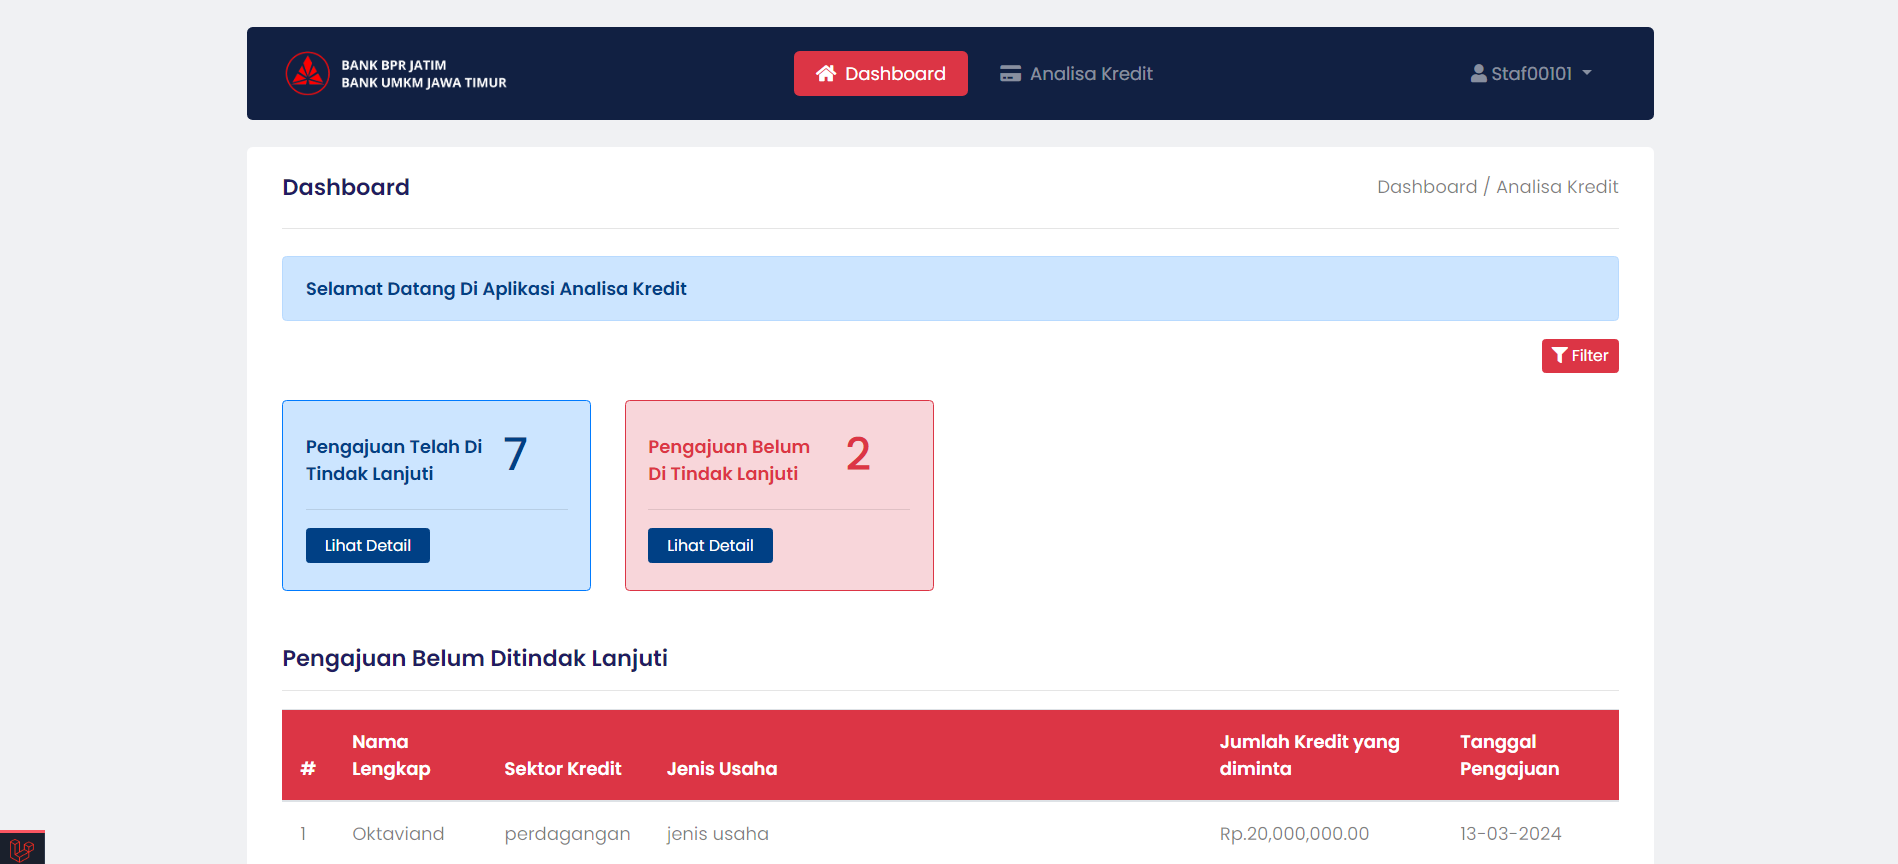 BANK BPR JATIM
BANK UMKM JAWA TIMUR
Dashboard
Analisa Kredit
Staf00101
Dashboard
Dashboard / Analisa Kredit
Selamat Datang Di Aplikasi Analisa Kredit
Filter
Pengajuan Telah Di
Tindak Lanjuti
7
Lihat Detail
Pengajuan Belum
Di Tindak Lanjuti
2
Lihat Detail
Pengajuan Belum Ditindak Lanjuti
# Nama Lengkap Sektor Kredit Jenis Usaha Jumlah Kredit yang diminta Tanggal Pengajuan
1 Oktaviand perdagangan jenis usaha Rp.20,000,000.00 13-03-2024